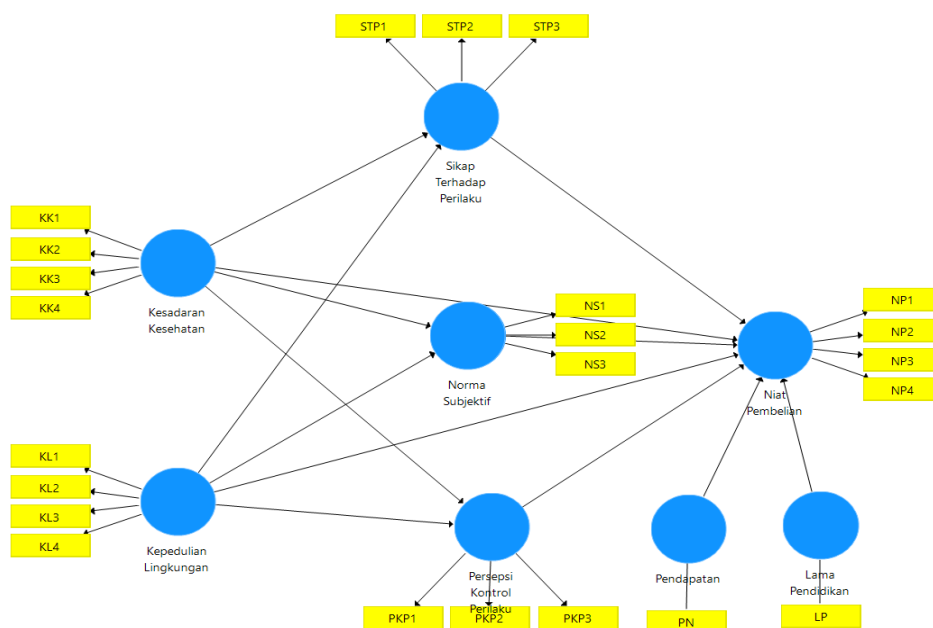 STP1
STP2
STP3
Sikap
Terhadap
Perilaku
KK1
KK2
KK3
KK4
Kesadaran
Kesehatan
NS1
NS2
NS3
Norma
Subjektif
NP1
NP2
NP3
NP4
Niat
Pembelian
KL1
KL2
KL3
KL4
Kepedulian
Lingkungan
Persepsi
Kontrol
Perilaku
PKP1
PKP2
PKP3
Pendapatan
PN
Lama
Pendidikan
LP